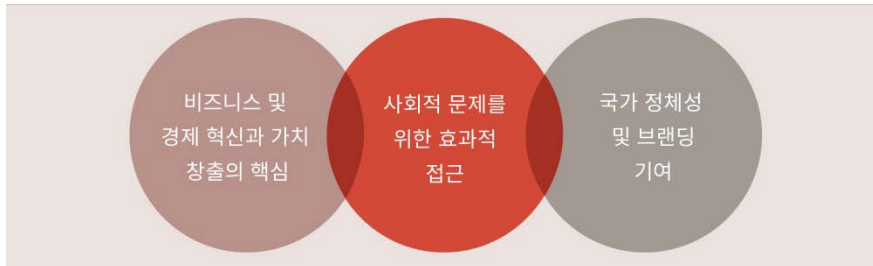 비즈니스 및
경제 혁신과 가치
창출의 핵심
사회적 문제를
위한 효과적
접근
국가 정체성
및 브랜딩
기여